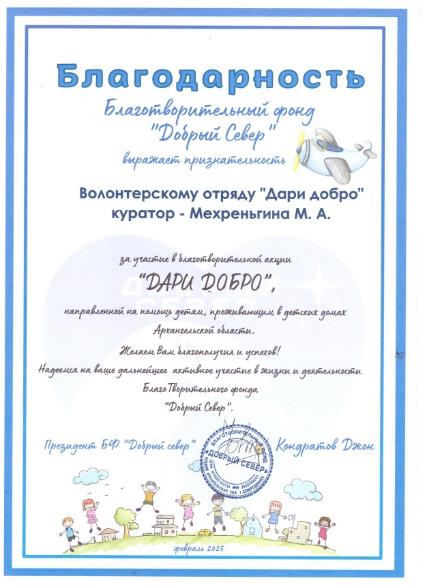 Благодарность
Благотворительный фонд
"Добрый Север"
выражает признательность
Волонтерскому отряду "Дари добро"
куратор - Мехреньгина М. А.
за участие в благотворительной акции
"ДАРИ ДОБРО",
направленной на помощь детям, проживающим в детских домах
Архангельской области.
Желаем Вам благополучия и успехов!
Надеемся на ваше дальнейшее активное участие в жизни и деятельности
БлагоТворительного фонда
"Добрый Север".
Президент БФ "Добрый север"
"ДОБРЫЙ СЕВЕР"
Кондратов Джон
февраль 2025